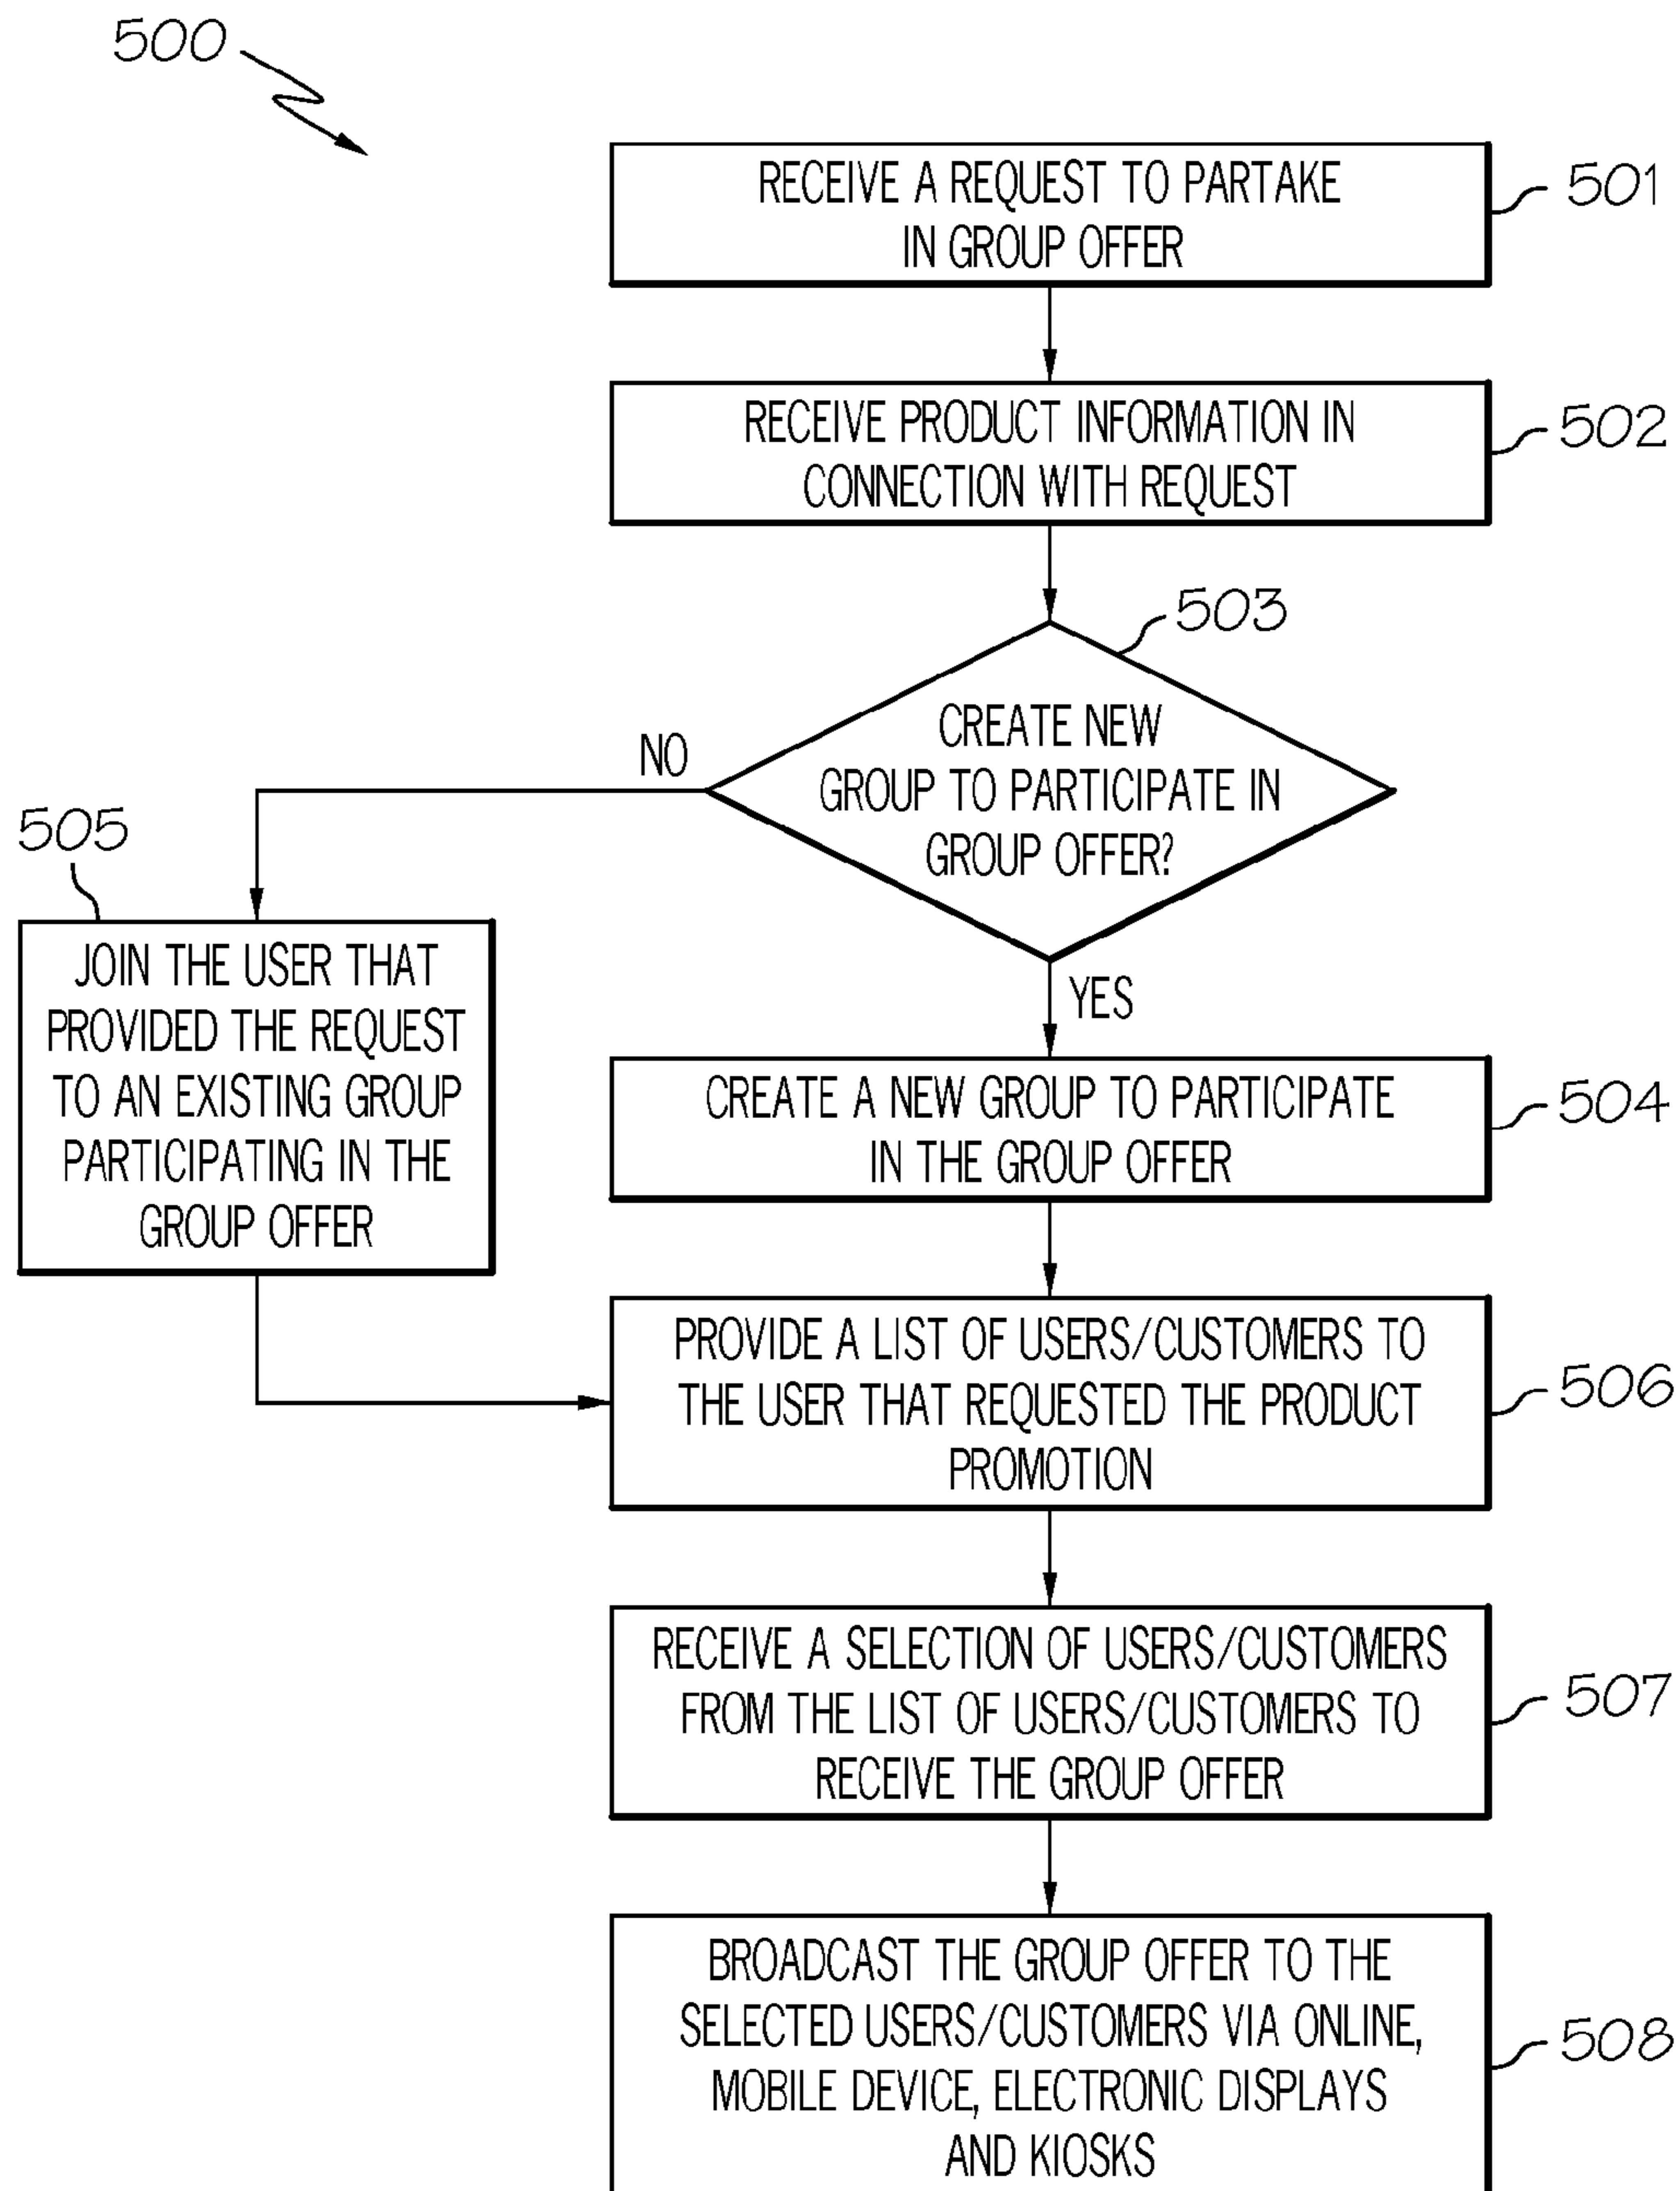 500
RECEIVE A REQUEST TO PARTAKE
IN GROUP OFFER
501
RECEIVE PRODUCT INFORMATION IN
CONNECTION WITH REQUEST
502
503
CREATE NEW
GROUP TO PARTICIPATE IN
GROUP OFFER?
NO
YES
505
JOIN THE USER THAT
PROVIDED THE REQUEST
TO AN EXISTING GROUP
PARTICIPATING IN THE
GROUP OFFER
CREATE A NEW GROUP TO PARTICIPATE
IN THE GROUP OFFER
504
PROVIDE A LIST OF USERS/CUSTOMERS TO
THE USER THAT REQUESTED THE PRODUCT
PROMOTION
506
RECEIVE A SELECTION OF USERS/CUSTOMERS
FROM THE LIST OF USERS/CUSTOMERS TO
RECEIVE THE GROUP OFFER
507
BROADCAST THE GROUP OFFER TO THE
SELECTED USERS/CUSTOMERS VIA ONLINE,
MOBILE DEVICE, ELECTRONIC DISPLAYS
AND KIOSKS
508